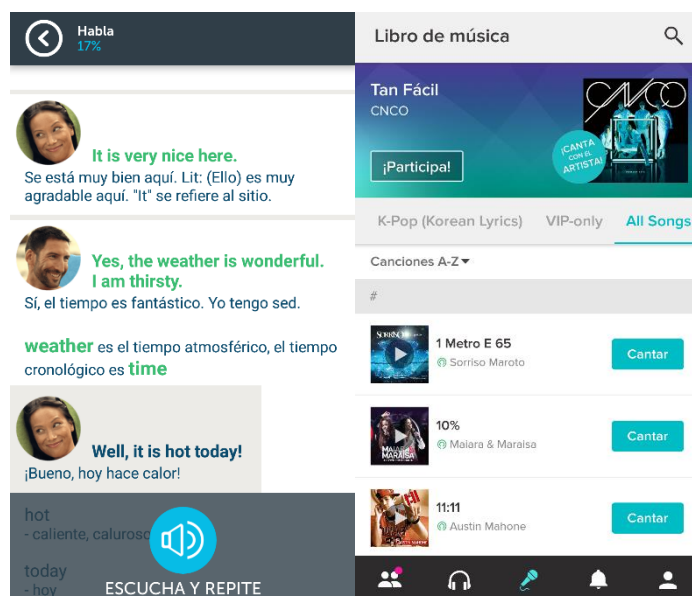 Habla
17%
It is very nice here.
Se está muy bien aquí. Lit: (Ello) es muy
agradable aquí. "It" se refiere al sitio.
Yes, the weather is wonderful.
I am thirsty.
Sí, el tiempo es fantástico. Yo tengo sed.
weather es el tiempo atmosférico, el tiempo
cronológico es time
Well, it is hot today!
¡Bueno, hoy hace calor!
hot
- caliente, caluroso
today
- hoy
ESCUCHA Y REPITE
Libro de música
Tan Fácil
CNCO
¡Participa!
¡CANTA
CON EL
ARTISTA!
CNCO
K-Pop (Korean Lyrics) VIP-only All Songs
Canciones A-Z
#
1 Metro E 65
Sorriso Maroto
Cantar
10%
Maiara & Maraisa
Cantar
MAIARA
MARAISA
11:11
Austin Mahone
Cantar